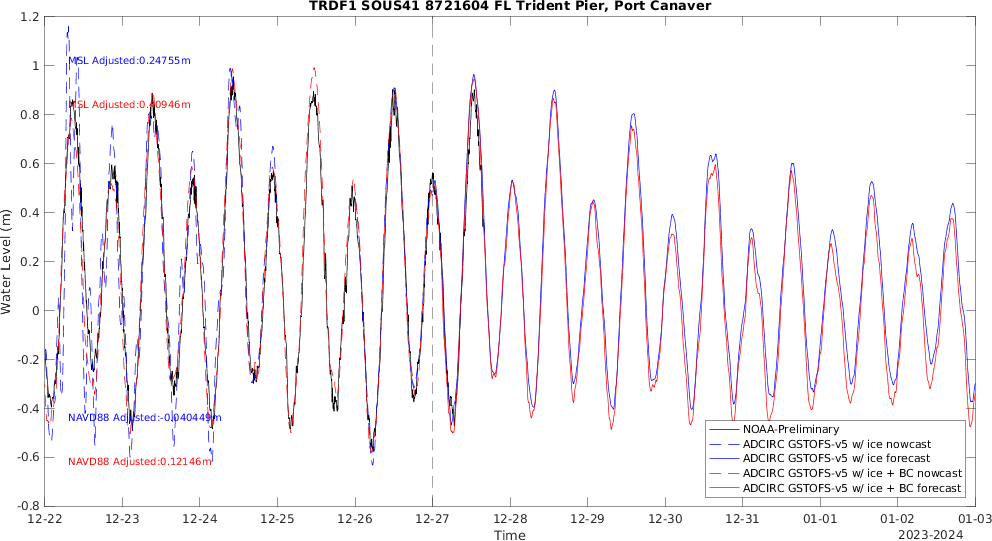 TRDF1 SOUS41 8721604 FL Trident Pier, Port Canaver
1.2
1
0.8
0.6
0.4
0.2
0
-0.2
-0.4
-0.6
-0.8
Water Level (m)
MSL Adjusted:0.24755m
MSL Adjusted:0.40946m
NAVD88 Adjusted:-0.040449m
NAVD88 Adjusted:0.12146m
NOAA-Preliminary
ADCIRC GSTOFS-v5 w/ ice nowcast
ADCIRC GSTOFS-v5 w/ ice forecast
ADCIRC GSTOFS-v5 w/ ice + BC nowcast
ADCIRC GSTOFS-v5 w/ ice + BC forecast
12-22 12-23 12-24 12-25 12-26 12-27 12-28 12-29 12-30 12-31 01-01 01-02 01-03
Time
2023-2024